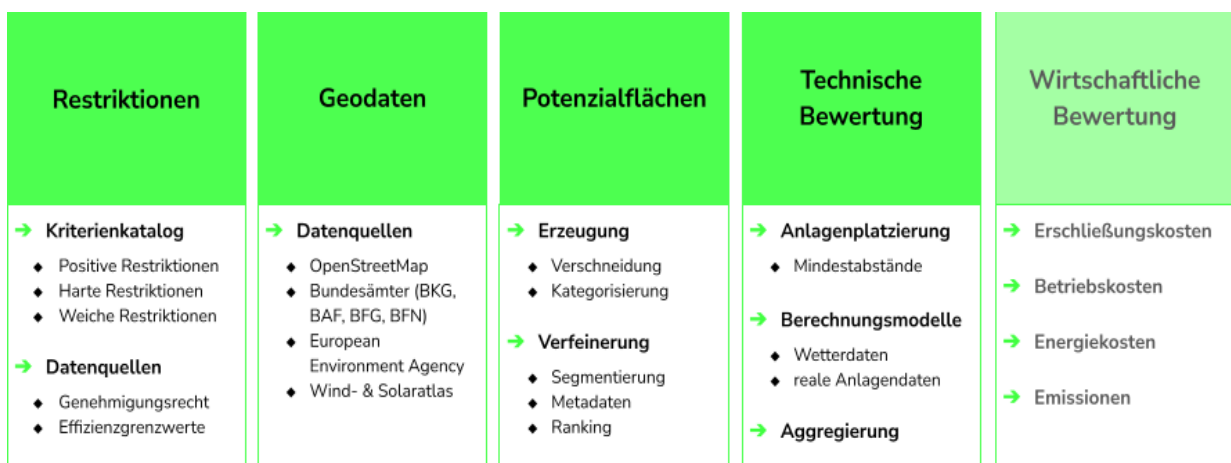 Restriktionen
Geodaten
Potenzialflächen
Technische
Bewertung
Wirtschaftliche
Bewertung
➔ Kriterienkatalog
◆ Positive Restriktionen
◆ Harte Restriktionen
◆ Weiche Restriktionen
➔ Datenquellen
◆ Genehmigungsrecht
◆ Effizienzgrenzwerte
➔ Datenquellen
◆ OpenStreetMap
◆ Bundesämter (BKG,
BAF, BFG, BFN)
◆ European
Environment Agency
◆ Wind- & Solaratlas
➔ Erzeugung
◆ Verschneidung
◆ Kategorisierung
➔ Verfeinerung
◆ Segmentierung
◆ Metadaten
◆ Ranking
➔ Anlagenplatzierung
◆ Mindestabstände
➔ Berechnungsmodelle
◆ Wetterdaten
◆ reale Anlagendaten
➔ Aggregierung
➔ Erschließungskosten
➔ Betriebskosten
➔ Energiekosten
➔ Emissionen